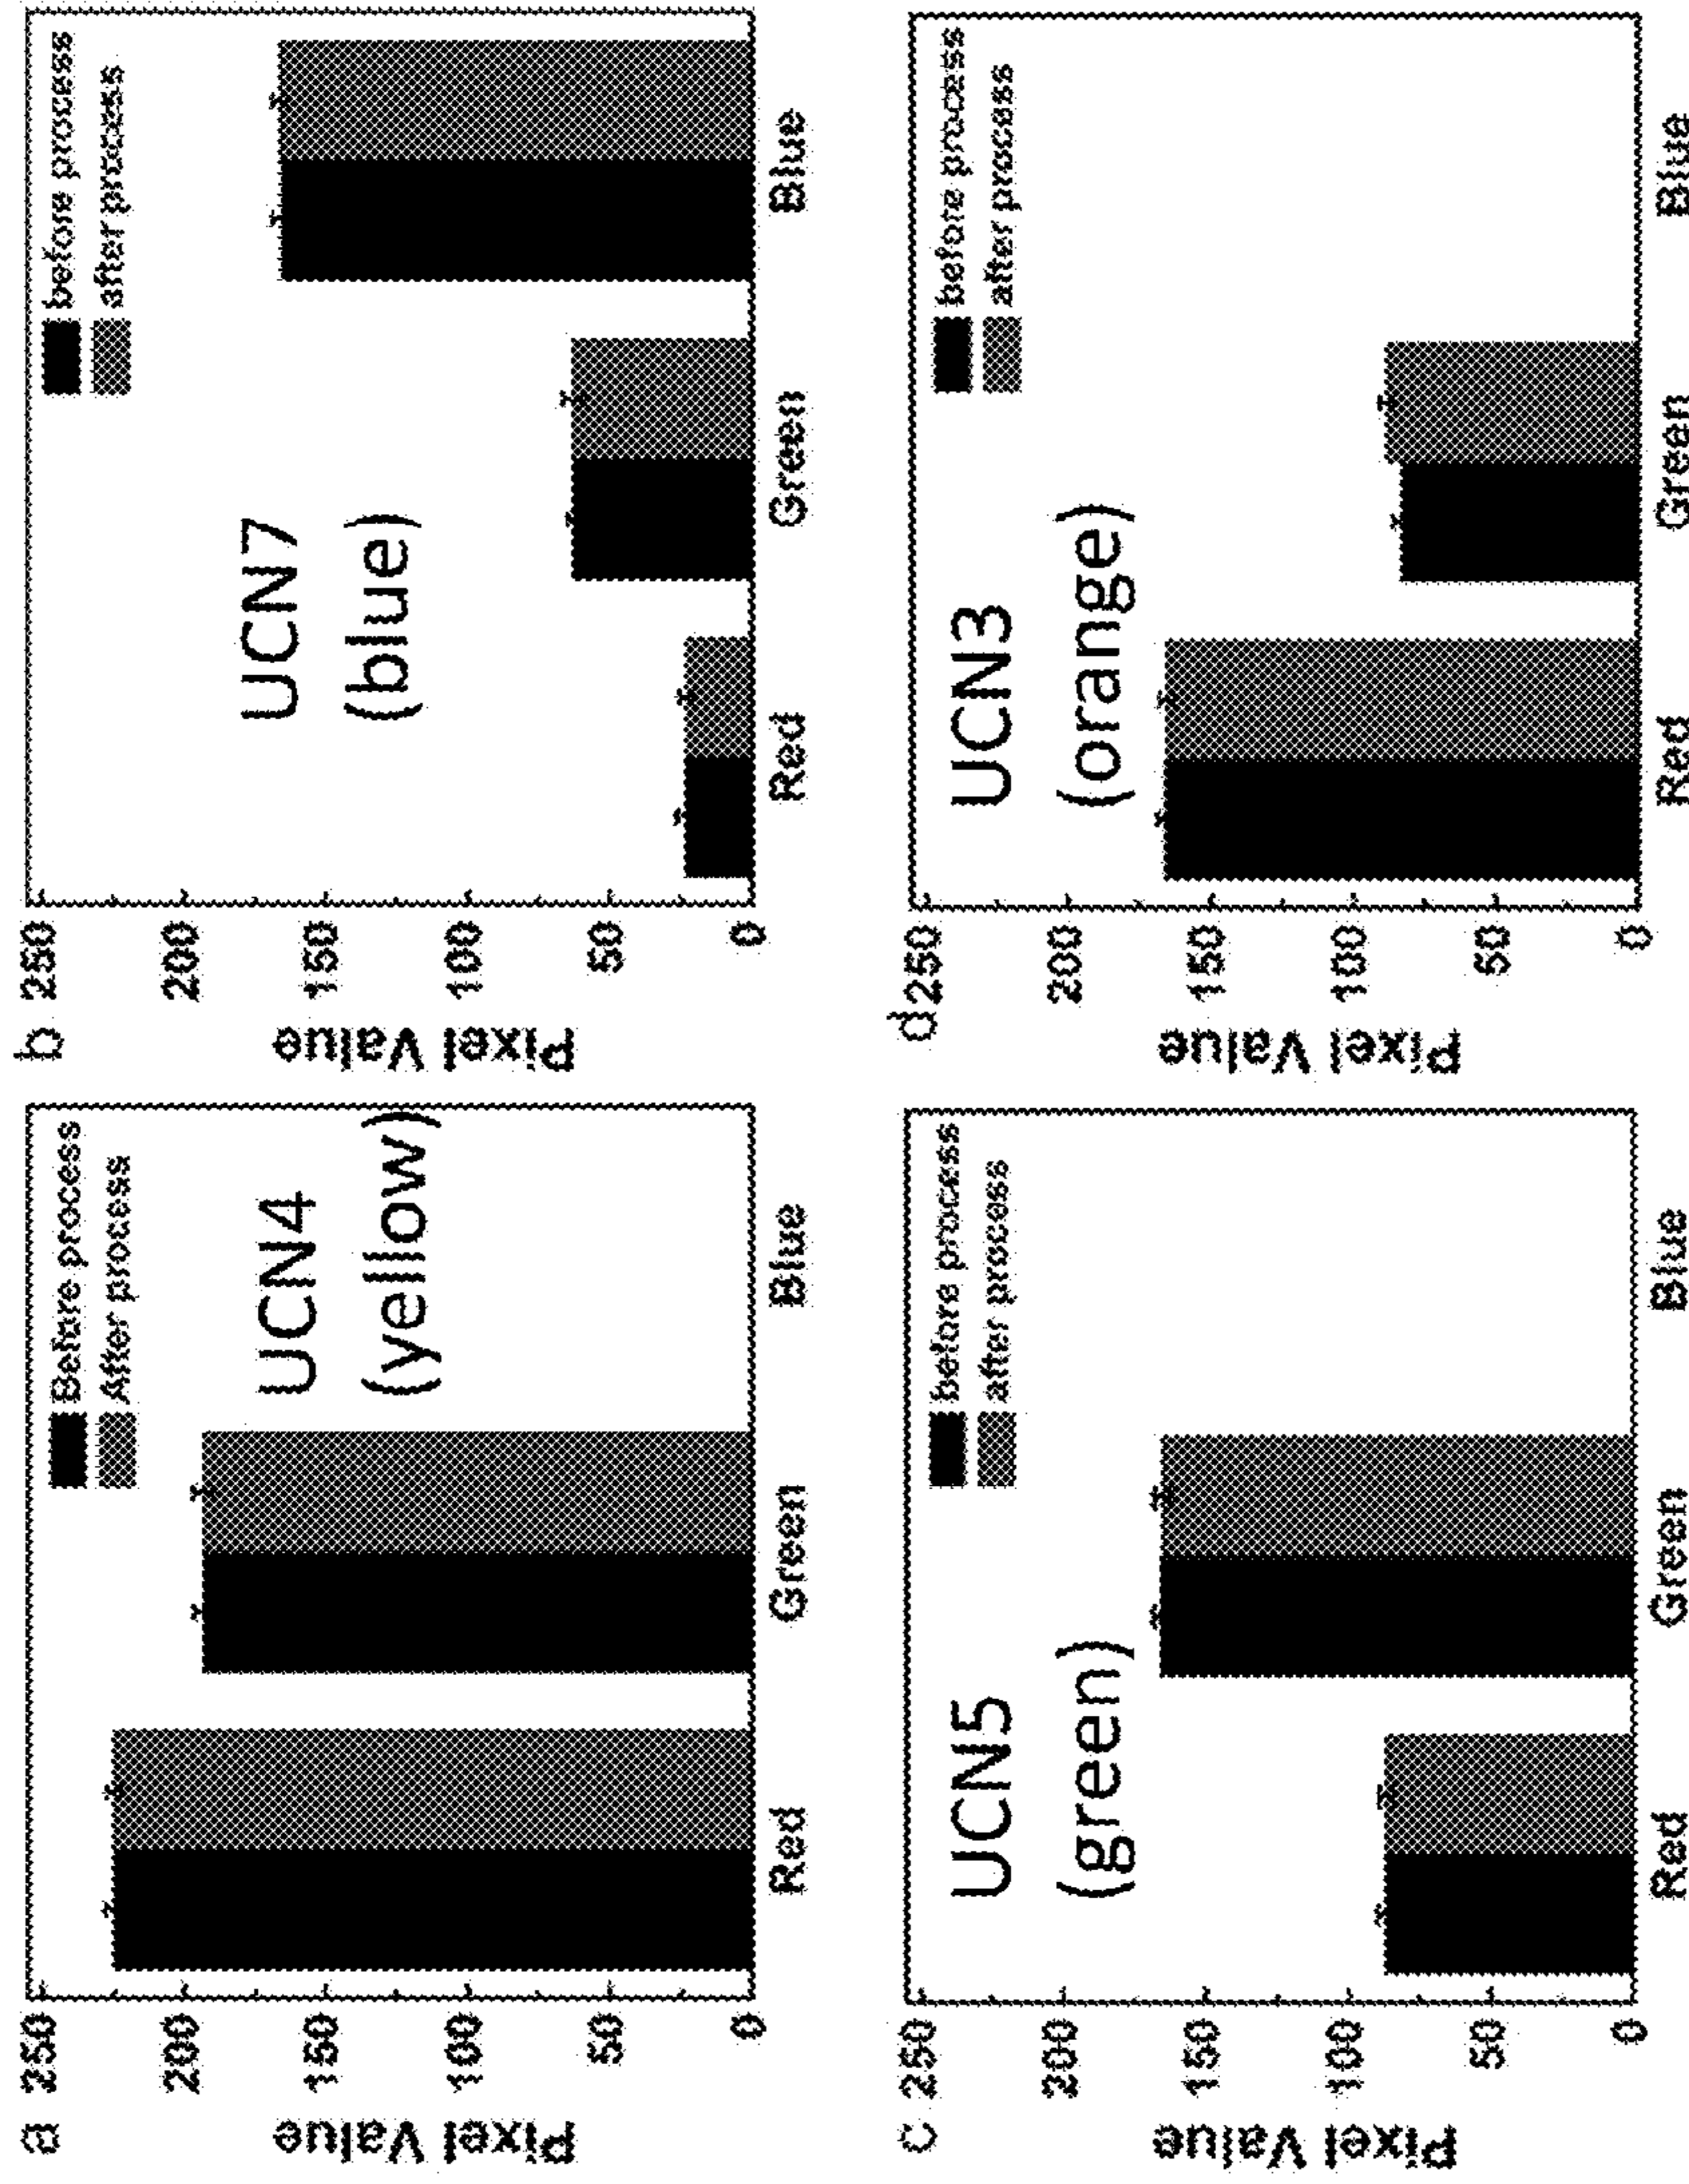 a
Pixel Value
250
200
150
100
50
0
Before process
After process
UCN4
(yellow)
Red Green Blue
b
Pixel Value
250
200
150
100
50
0
before process
after process
UCN7
(blue)
Red Green Blue
c
Pixel Value
250
200
150
100
50
0
before process
after process
UCN5
(green)
Red Green Blue
d
Pixel Value
250
200
150
100
50
0
before process
after process
UCN3
(orange)
Red Green Blue